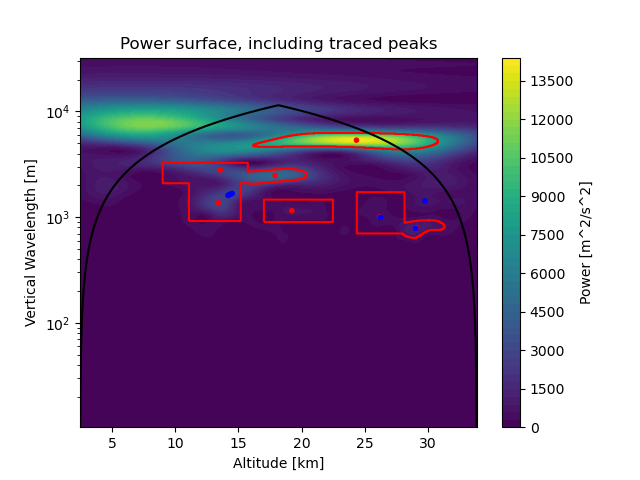 Power surface, including traced peaks
Vertical Wavelength [m]
10^4
10^3
10^2
5 10 15 20 25 30
Altitude [km]
13500
12000
10500
9000
7500
6000
4500
3000
1500
0
Power [m^2/s^2]